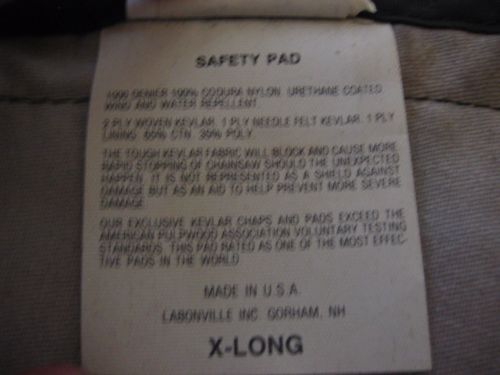 SAFETY PAD
1000 DENIER 100% CODURA NYLON. URETHANE COATED
WIND AND WATER REPELLENT.
2 PLY WOVEN KEVLAR. 1 PLY NEEDLE FELT KEVLAR. 1 PLY
LINING. CTN. POLY.
THE TOUGH KEVLAR FABRIC WILL BLOCK AND CAUSE MORE
RAPID STOPPING OF CHAINSAW SHOULD THE UNEXPECTED
HAPPEN. IT IS NOT REPRESENTED AS A SHIELD AGAINST
DAMAGE BUT AS AN AID TO HELP PREVENT MORE SEVERE
DAMAGE.
OUR EXCLUSIVE KEVLAR CHAPS AND PADS EXCEED THE
AMERICAN PULPWOOD ASSOCIATION VOLUNTARY TESTING
STANDARDS. THIS PAD RATED AS ONE OF THE MOST EFFEC-
TIVE PADS IN THE WORLD.
MADE IN U.S.A.
LABONVILLE INC. GORHAM, NH
X-LONG